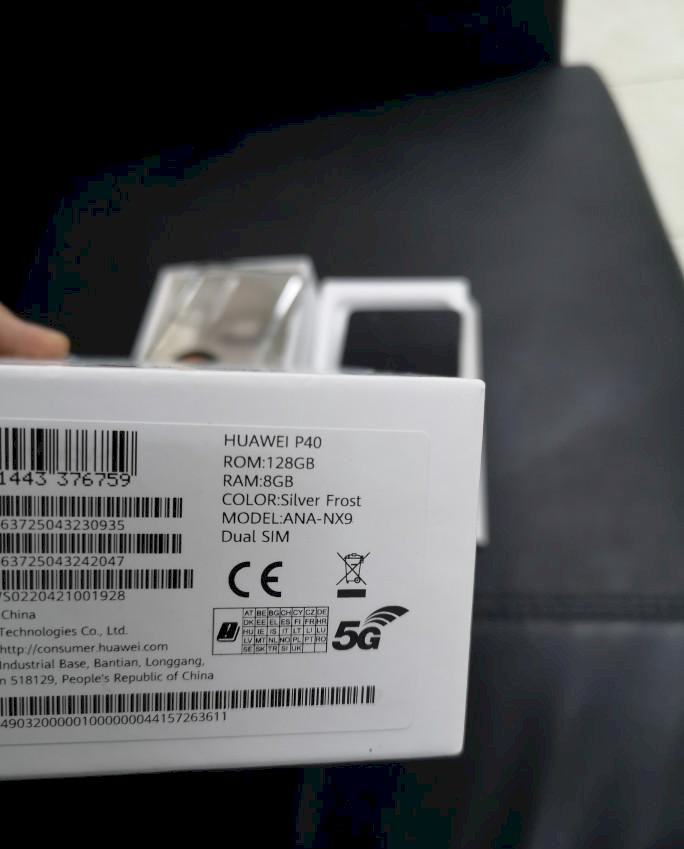 1443 376759
63725043230935
63725043242047
S0220421001928
China
Technologies Co., Ltd.
http://consumer.huawei.com
Industrial Base, Bantian, Longgang,
n 518129, People's Republic of China
49032000001000000044157263611
HUAWEI P40
ROM:128GB
RAM:8GB
COLOR:Silver Frost
MODEL:ANA-NX9
Dual SIM
CE
AT BE BG CH CY CZ DE
DK EE EL ES FI FR HR
HU IE IS IT LT LI LU
LV MT NL NO PL PT RO
SE SK TR SI UK
5G